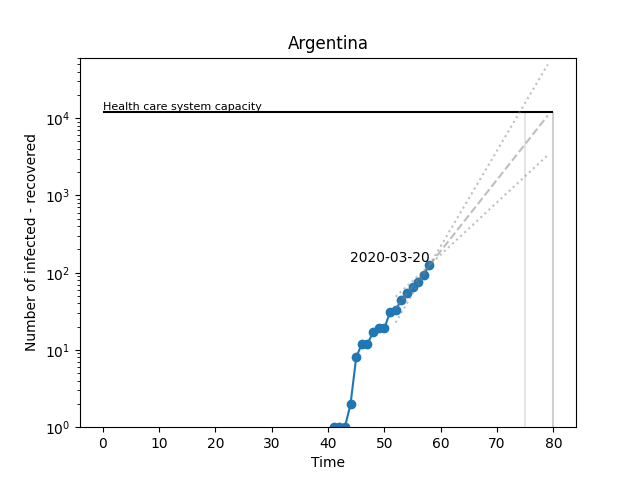 Argentina
Number of infected - recovered
10^4
10^3
10^2
10^1
10^0
Health care system capacity
2020-03-20
0 10 20 30 40 50 60 70 80
Time